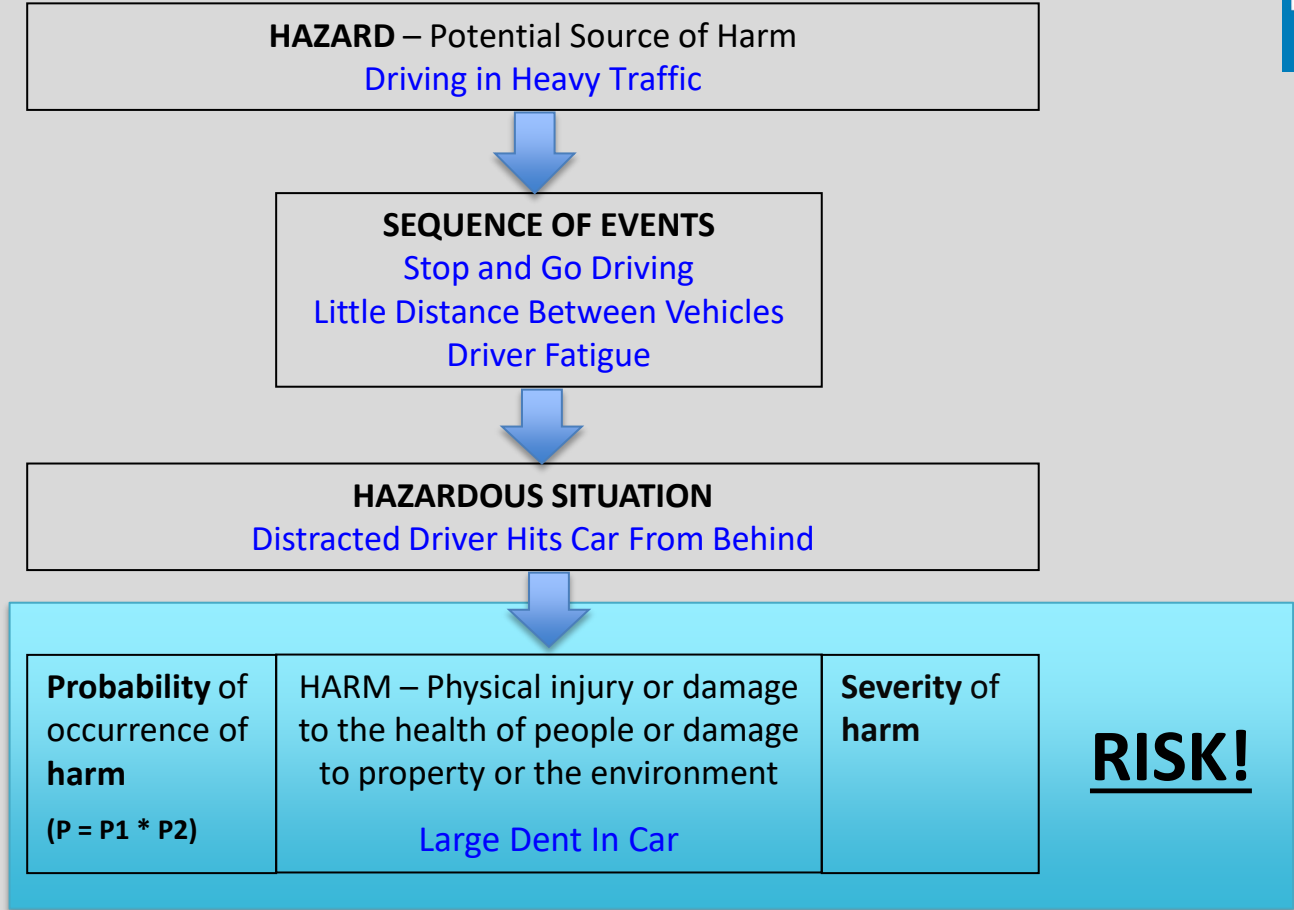 HAZARD – Potential Source of Harm
Driving in Heavy Traffic
SEQUENCE OF EVENTS
Stop and Go Driving
Little Distance Between Vehicles
Driver Fatigue
HAZARDOUS SITUATION
Distracted Driver Hits Car From Behind
Probability of
occurrence of
harm
(P = P1 * P2)
HARM – Physical injury or damage
to the health of people or damage
to property or the environment
Large Dent In Car
Severity of
harm
RISK!